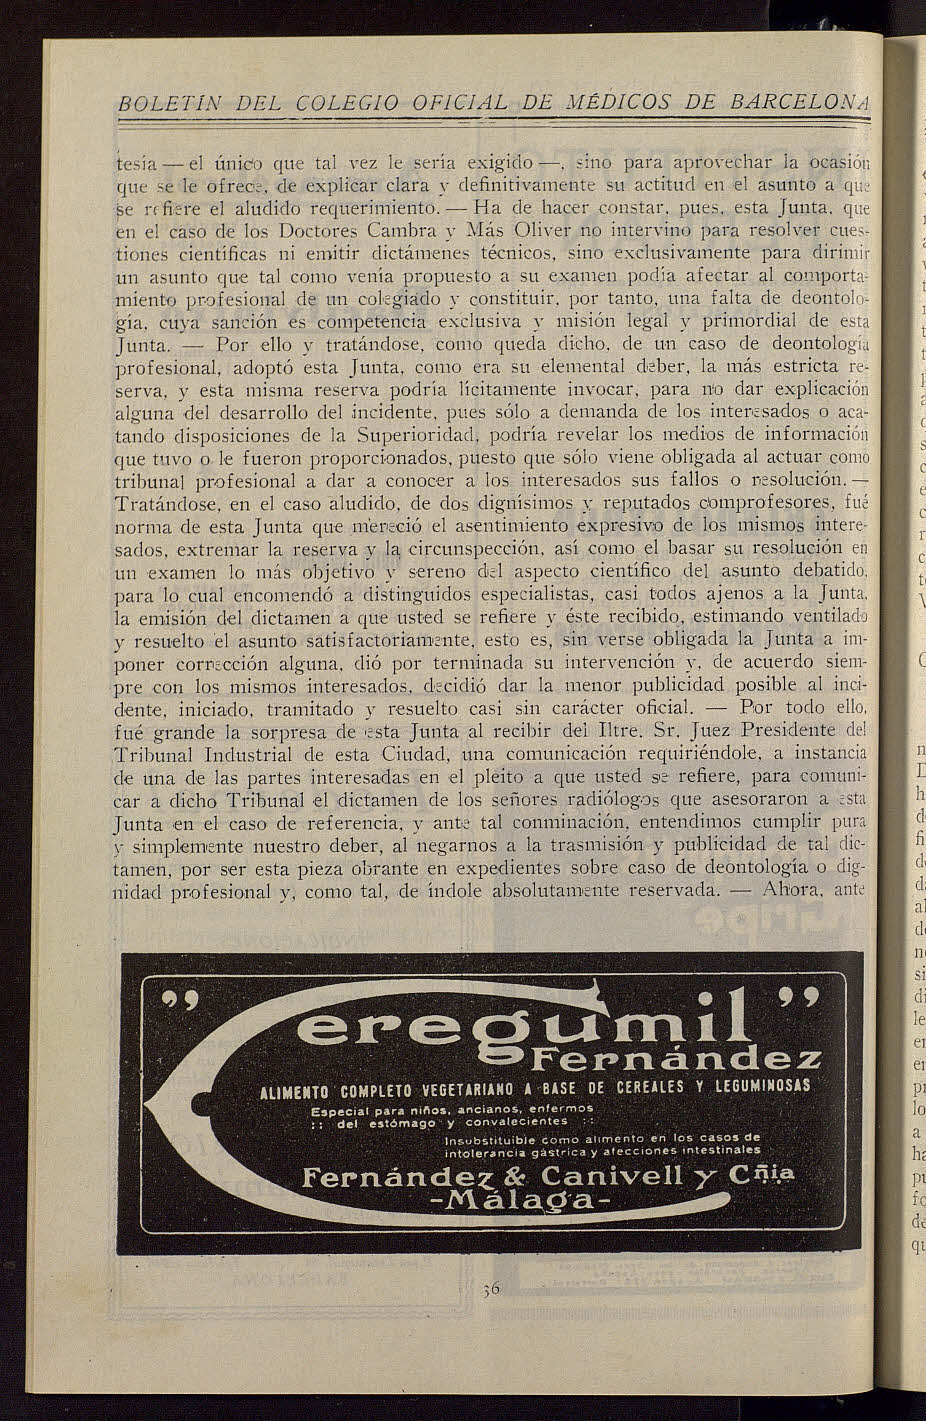 BOLETÍN DEL COLEGIO OFICIAL DE MÉDICOS DE BARCELONA
tesía — el único que tal vez le sería exigido —, sino para aprovechar la ocasión
que se le ofrece, de explicar clara y definitivamente su actitud en el asunto a que
se refiere el aludido requerimiento. — Ha de hacer constar, pues, esta Junta, que
en el caso de los Doctores Cambra y Más Oliver no intervino para resolver cues-
tiones científicas ni emitir dictámenes técnicos, sino exclusivamente para dirimir
un asunto que tal como venía propuesto a su examen podía afectar al comporta-
miento profesional de un colegiado y constituir, por tanto, una falta de deontolo-
gía, cuya sanción es competencia exclusiva y misión legal y primordial de esta
Junta. — Por ello y tratándose, como queda dicho, de un caso de deontología
profesional, adoptó esta Junta, como era su elemental deber, la más estricta re-
serva, y esta misma reserva podría lícitamente invocar, para no dar explicación
alguna del desarrollo del incidente, pues sólo a demanda de los interesados o aca-
tando disposiciones de la Superioridad, podría revelar los medios de información
que tuvo o le fueron proporcionados, puesto que sólo viene obligada al actuar como
tribunal profesional a dar a conocer a los interesados sus fallos o resolución. —
Tratándose, en el caso aludido, de dos dignísimos y reputados comprofesores, fué
norma de esta Junta que mereció el asentimiento expresivo de los mismos intere-
sados, extremar la reserva y la circunspección, así como el basar su resolución en
un examen lo más objetivo y sereno del aspecto científico del asunto debatido,
para lo cual encomendó a distinguidos especialistas, casi todos ajenos a la Junta,
la emisión del dictamen a que usted se refiere y éste recibido, estimando ventilado
y resuelto el asunto satisfactoriamente, esto es, sin verse obligada la Junta a im-
poner corrección alguna, dió por terminada su intervención y, de acuerdo siem-
pre con los mismos interesados, decidió dar la menor publicidad posible al inci-
dente, iniciado, tramitado y resuelto casi sin carácter oficial. — Por todo ello,
fué grande la sorpresa de esta Junta al recibir del Iltre. Sr. Juez Presidente del
Tribunal Industrial de esta Ciudad, una comunicación requiriéndole, a instancia
de una de las partes interesadas en el pleito a que usted se refiere, para comuni-
car a dicho Tribunal el dictamen de los señores radiólogos que asesoraron a esta
Junta en el caso de referencia, y ante tal conminación, entendimos cumplir pura
y simplemente nuestro deber, al negarnos a la trasmisión y publicidad de tal dic-
tamen, por ser esta pieza obrante en expedientes sobre caso de deontología o dig-
nidad profesional y, como tal, de índole absolutamente reservada. — Ahora, ante
"Ceregumil"
Fernández
ALIMENTO COMPLETO VEGETARIANO A BASE DE CEREALES Y LEGUMINOSAS
Especial para niños, ancianos, enfermos
:: del estómago y convalecientes ::
Insubstituible como alimento en los casos de
intolerancia gástrica y afecciones intestinales
Fernández & Canivell y Cñía
-Málaga-
36